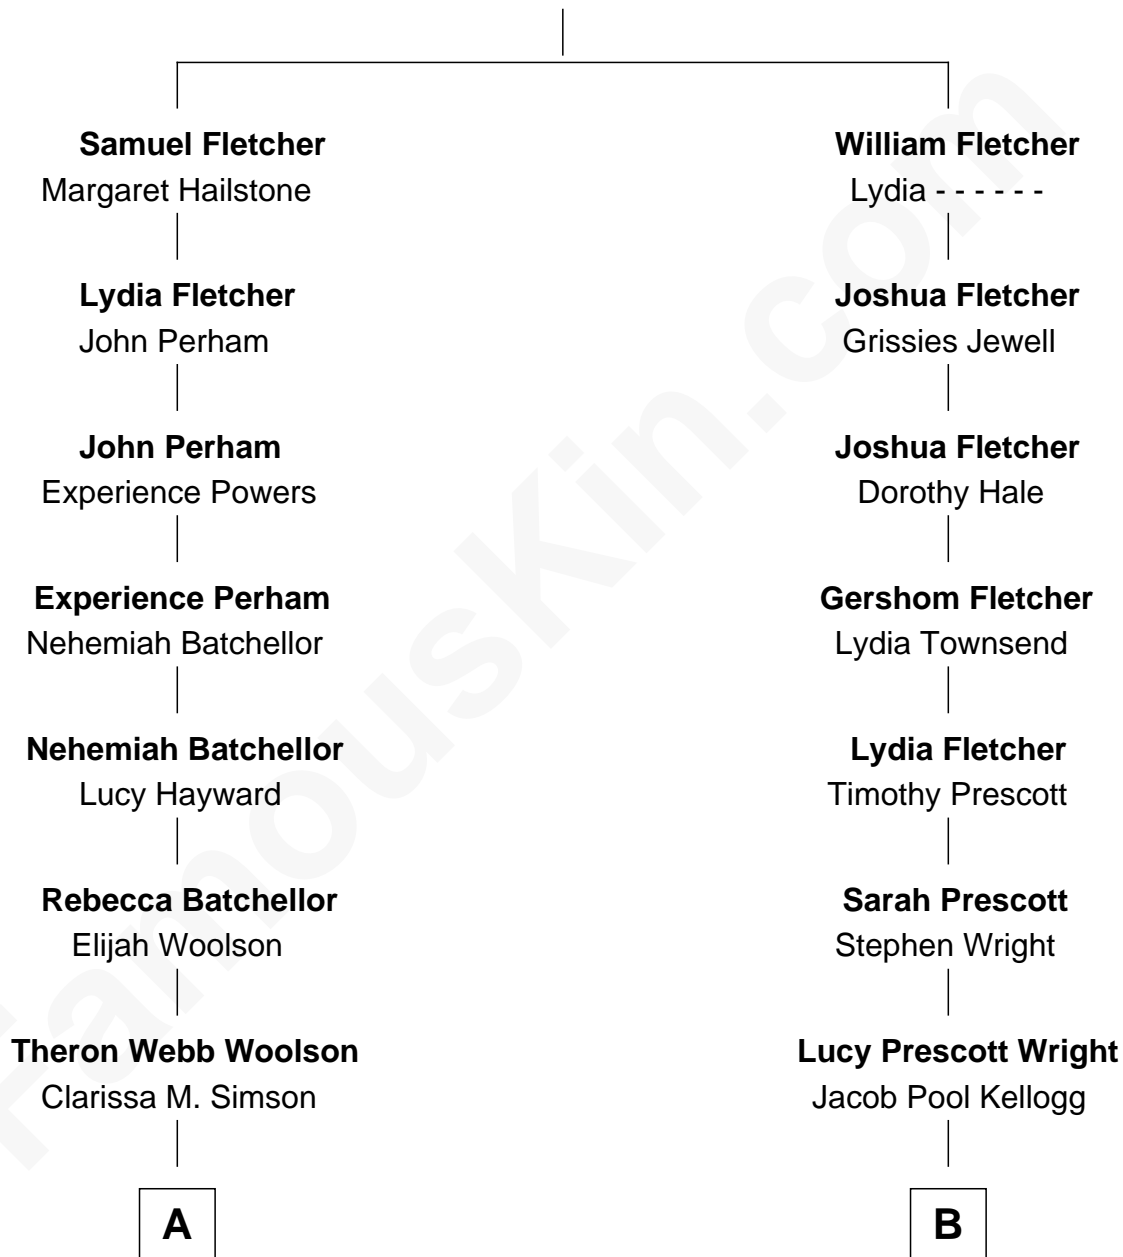 Samuel Fletcher
Margaret Hailstone
Lydia Fletcher
John Perham
John Perham
Experience Powers
Experience Perham
Nehemiah Batchellor
Nehemiah Batchellor
Lucy Hayward
Rebecca Batchellor
Elijah Woolson
Theron Webb Woolson
Clarissa M. Simson
A
William Fletcher
Lydia - - - - - -
Joshua Fletcher
Grissies Jewell
Joshua Fletcher
Dorothy Hale
Gershom Fletcher
Lydia Townsend
Lydia Fletcher
Timothy Prescott
Sarah Prescott
Stephen Wright
Lucy Prescott Wright
Jacob Pool Kellogg
B
FamousKin.com